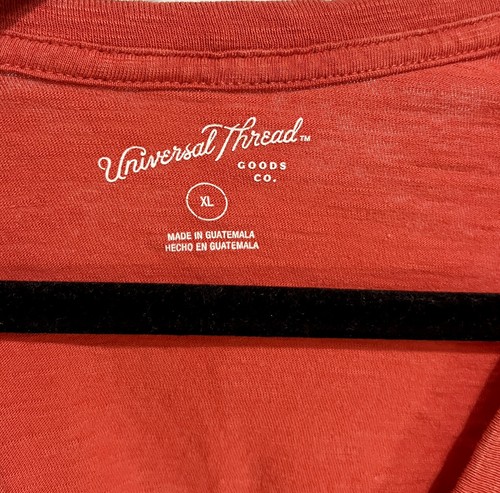 Universal Thread™
GOODS
CO.
XL
MADE IN GUATEMALA
HECHO EN GUATEMALA